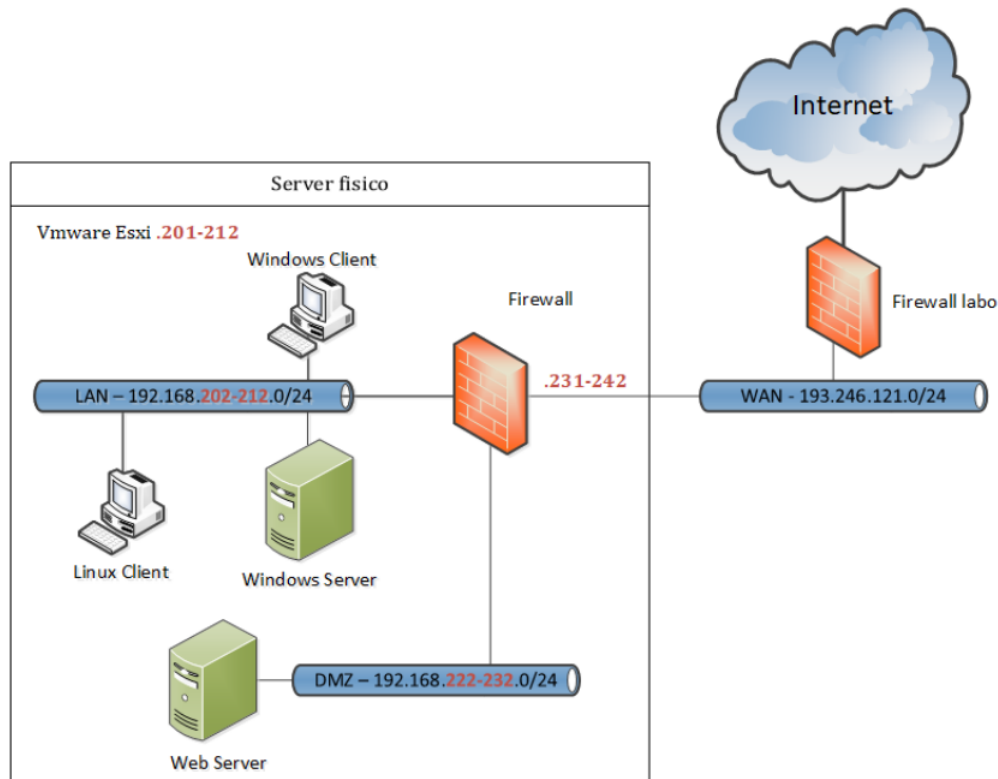 Internet
Server fisico
Vmware Esxi .201-212
Windows Client
Firewall
Firewall labo
.231-242
LAN – 192.168.202-212.0/24
WAN - 193.246.121.0/24
Linux Client
Windows Server
DMZ – 192.168.222-232.0/24
Web Server